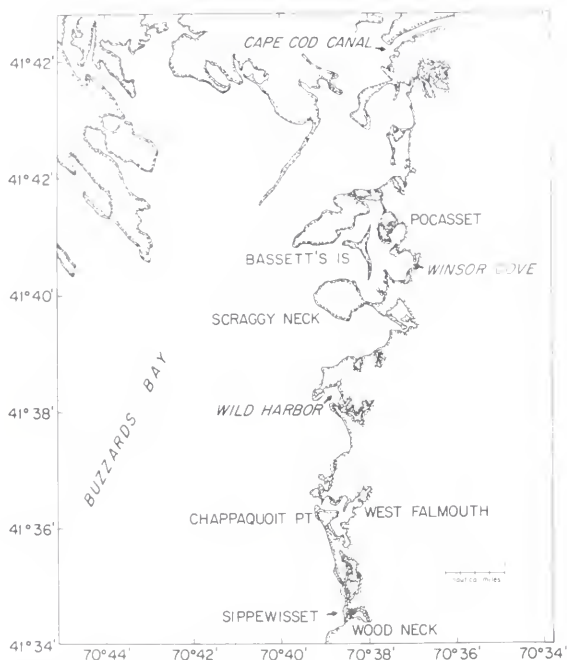 CAPE COD CANAL
41°42'
41°42'
POCASSET
BASSETT'S IS
WINSOR COVE
41°40'
SCRAGGY NECK
BUZZARDS BAY
41°38'
WILD HARBOR
CHAPPAQUOIT PT
WEST FALMOUTH
41°36'
miles
SIPPEWISSET
WOOD NECK
41°34'
70°44' 70°42' 70°40' 70°38' 70°36' 70°34'